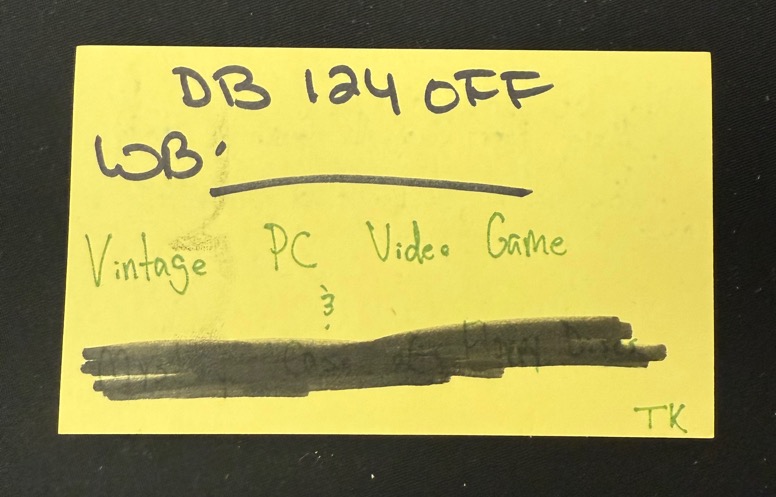 DB 124 OFF
WB:
Vintage PC Video Game
&
TK